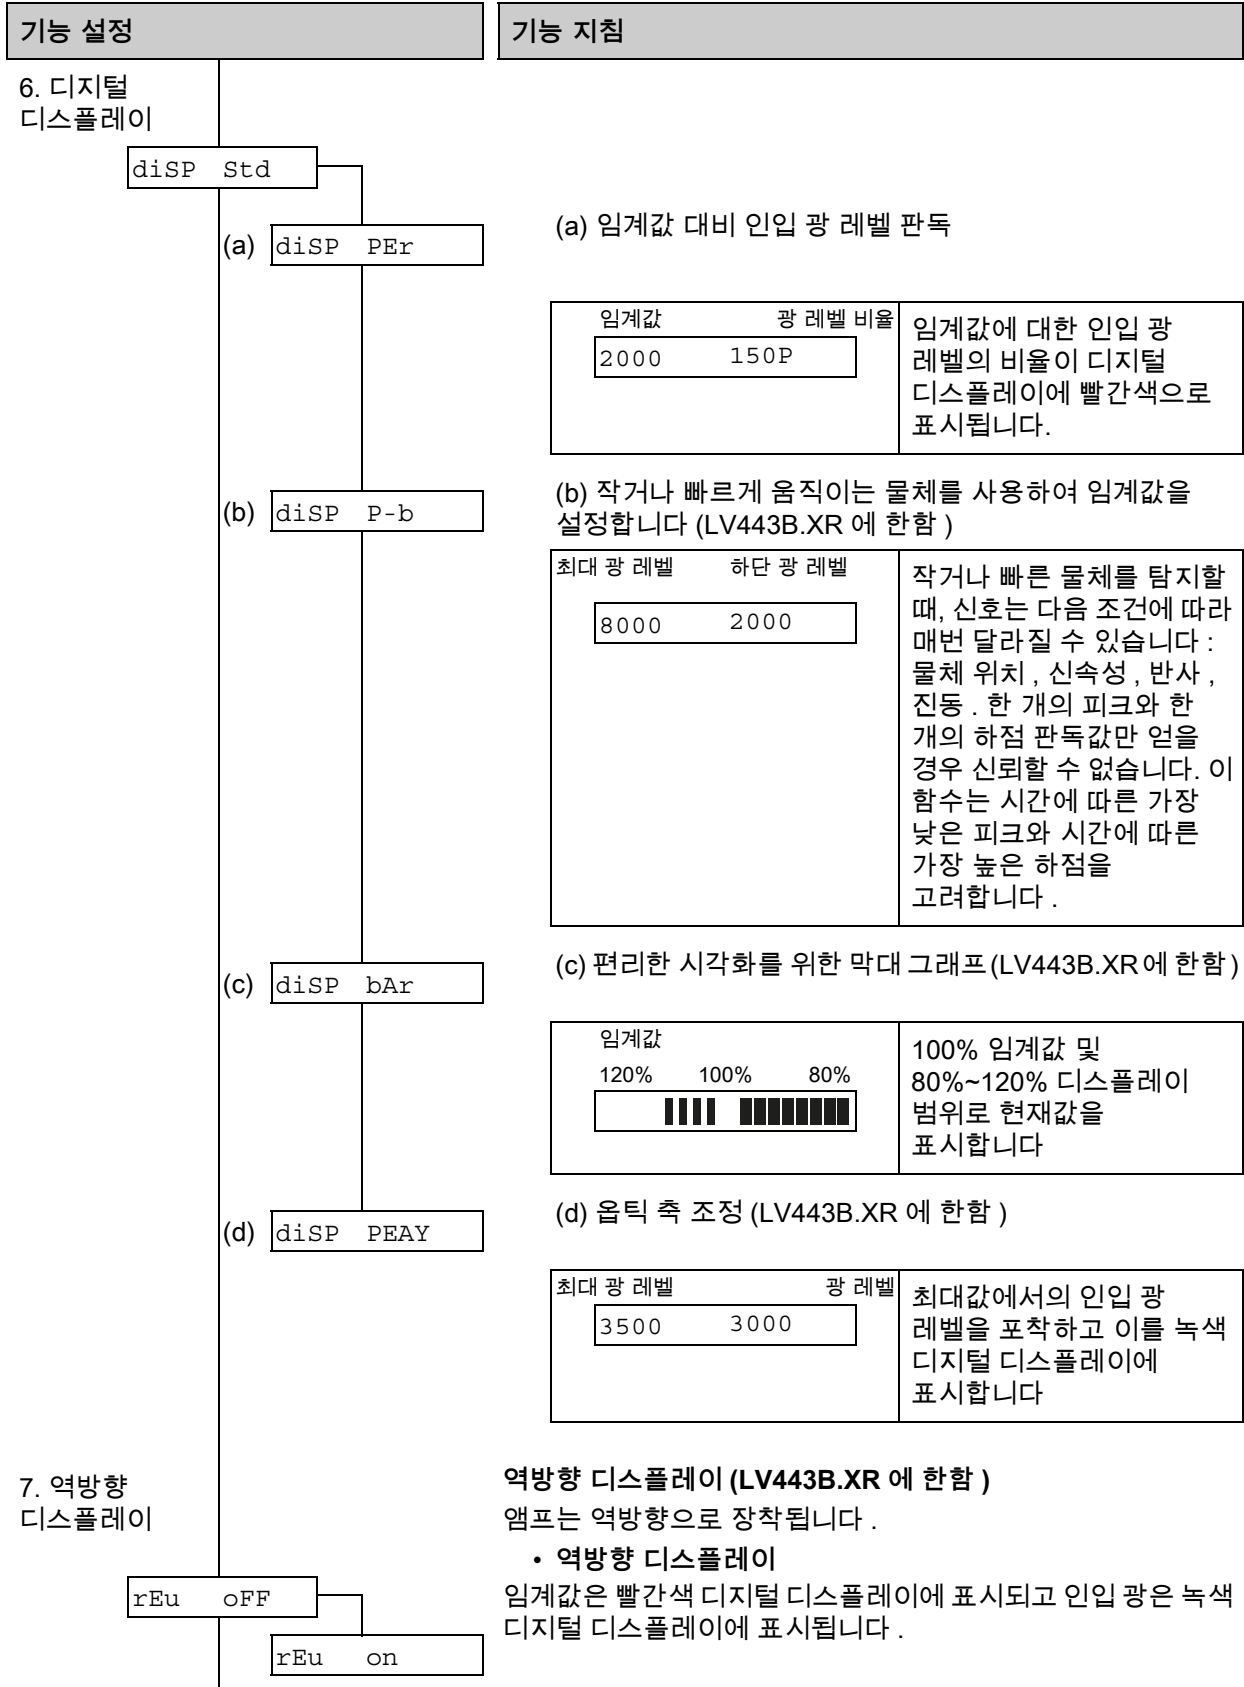 기능 설정
기능 지침
6. 디지털
디스플레이
diSP Std
(a) diSP PEr
(a) 임계값 대비 인입 광 레벨 판독
임계값 광 레벨 비율
2000 150P
임계값에 대한 인입 광
레벨의 비율이 디지털
디스플레이에 빨간색으로
표시됩니다.
(b) diSP P-b
(b) 작거나 빠르게 움직이는 물체를 사용하여 임계값을
설정합니다 (LV443B.XR 에 한함 )
최대 광 레벨 하단 광 레벨
8000 2000
작거나 빠른 물체를 탐지할
때, 신호는 다음 조건에 따라
매번 달라질 수 있습니다 :
물체 위치 , 신속성 , 반사 ,
진동 . 한 개의 피크와 한
개의 하점 판독값만 얻을
경우 신뢰할 수 없습니다. 이
함수는 시간에 따른 가장
낮은 피크와 시간에 따른
가장 높은 하점을
고려합니다 .
(c) diSP bAr
(c) 편리한 시각화를 위한 막대 그래프 (LV443B.XR 에 한함 )
임계값
120% 100% 80%
100% 임계값 및
80%~120% 디스플레이
범위로 현재값을
표시합니다
(d) diSP PEAY
(d) 옵틱 축 조정 (LV443B.XR 에 한함 )
최대 광 레벨 광 레벨
3500 3000
최대값에서의 인입 광
레벨을 포착하고 이를 녹색
디지털 디스플레이에
표시합니다
7. 역방향
디스플레이
역방향 디스플레이 (LV443B.XR 에 한함 )
앰프는 역방향으로 장착됩니다 .
• 역방향 디스플레이
임계값은 빨간색 디지털 디스플레이에 표시되고 인입 광은 녹색
디지털 디스플레이에 표시됩니다 .
rEu oFF
rEu on